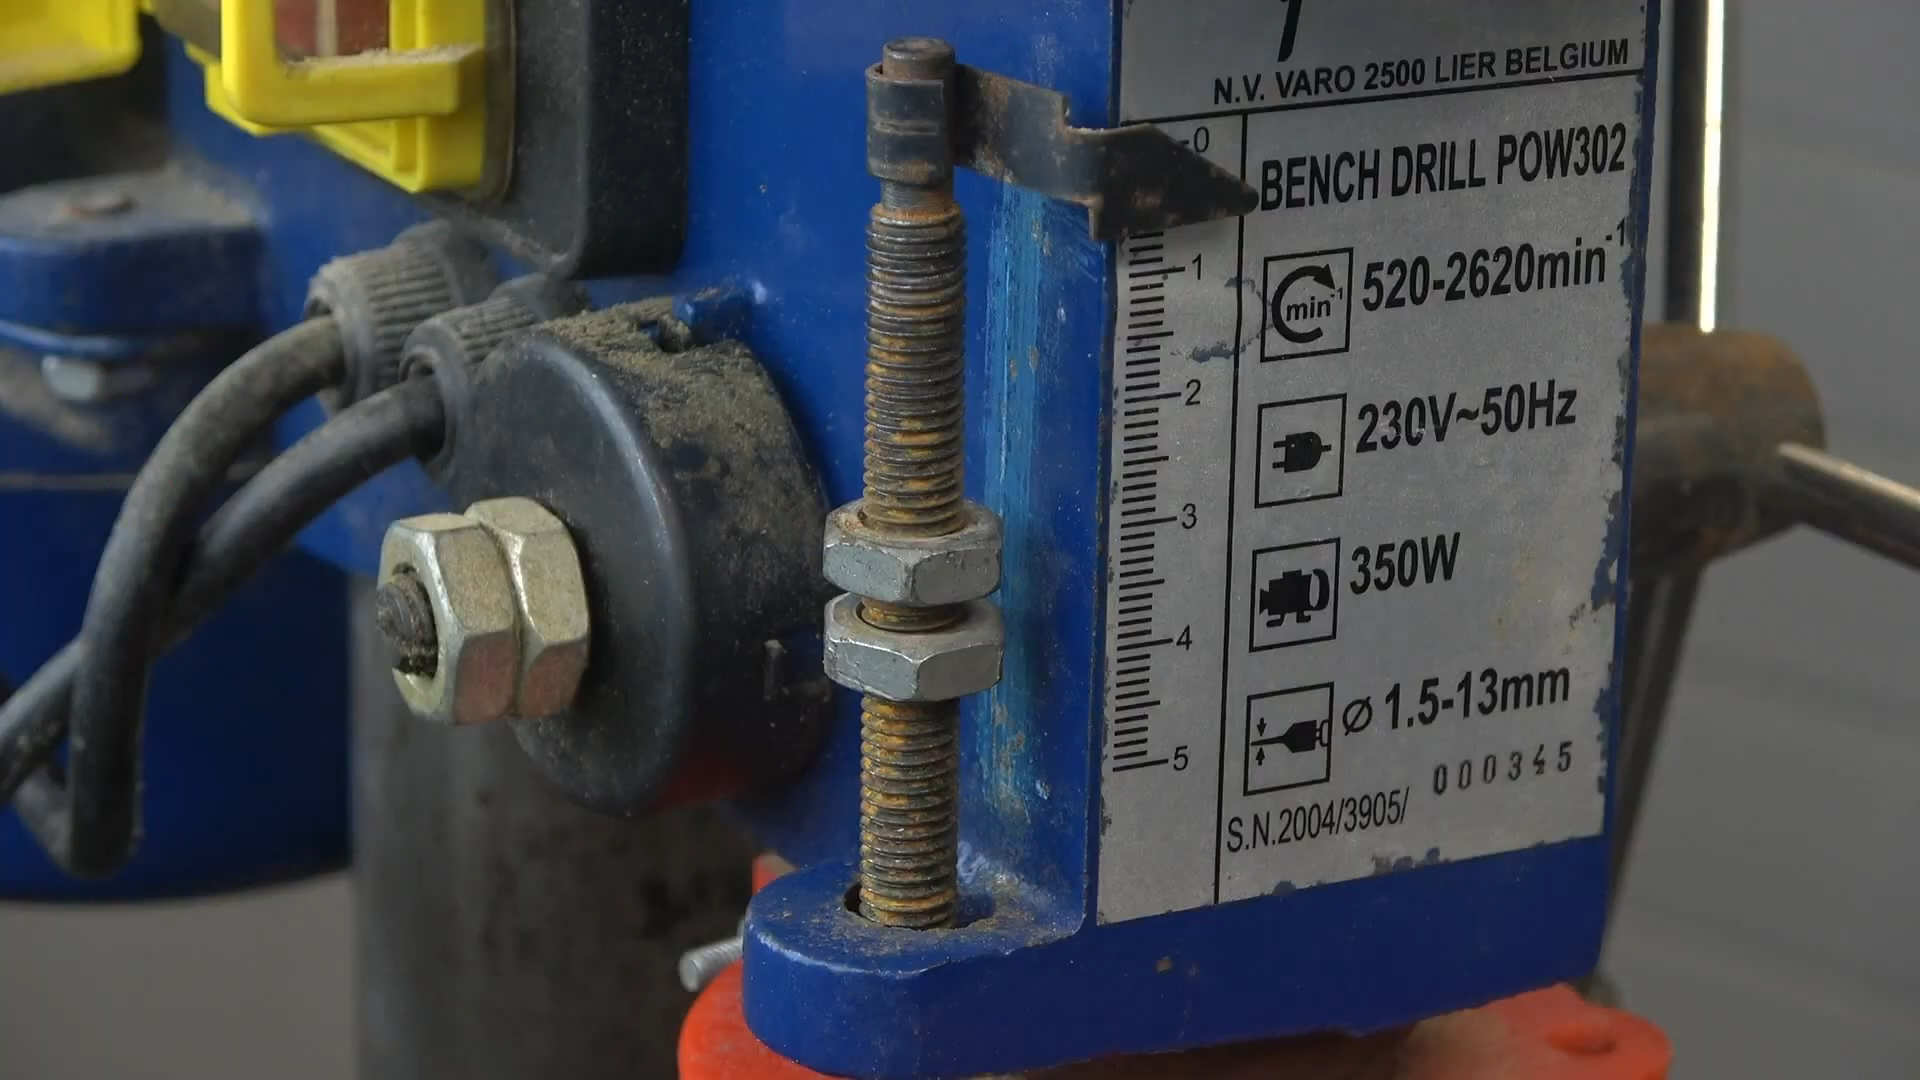 N.V. VARO 2500 LIER BELGIUM
BENCH DRILL POW302
min-1 520-2620min-1
230V~50Hz
350W
Ø 1.5-13mm
S.N.2004/3905/ 000345
0
1
2
3
4
5